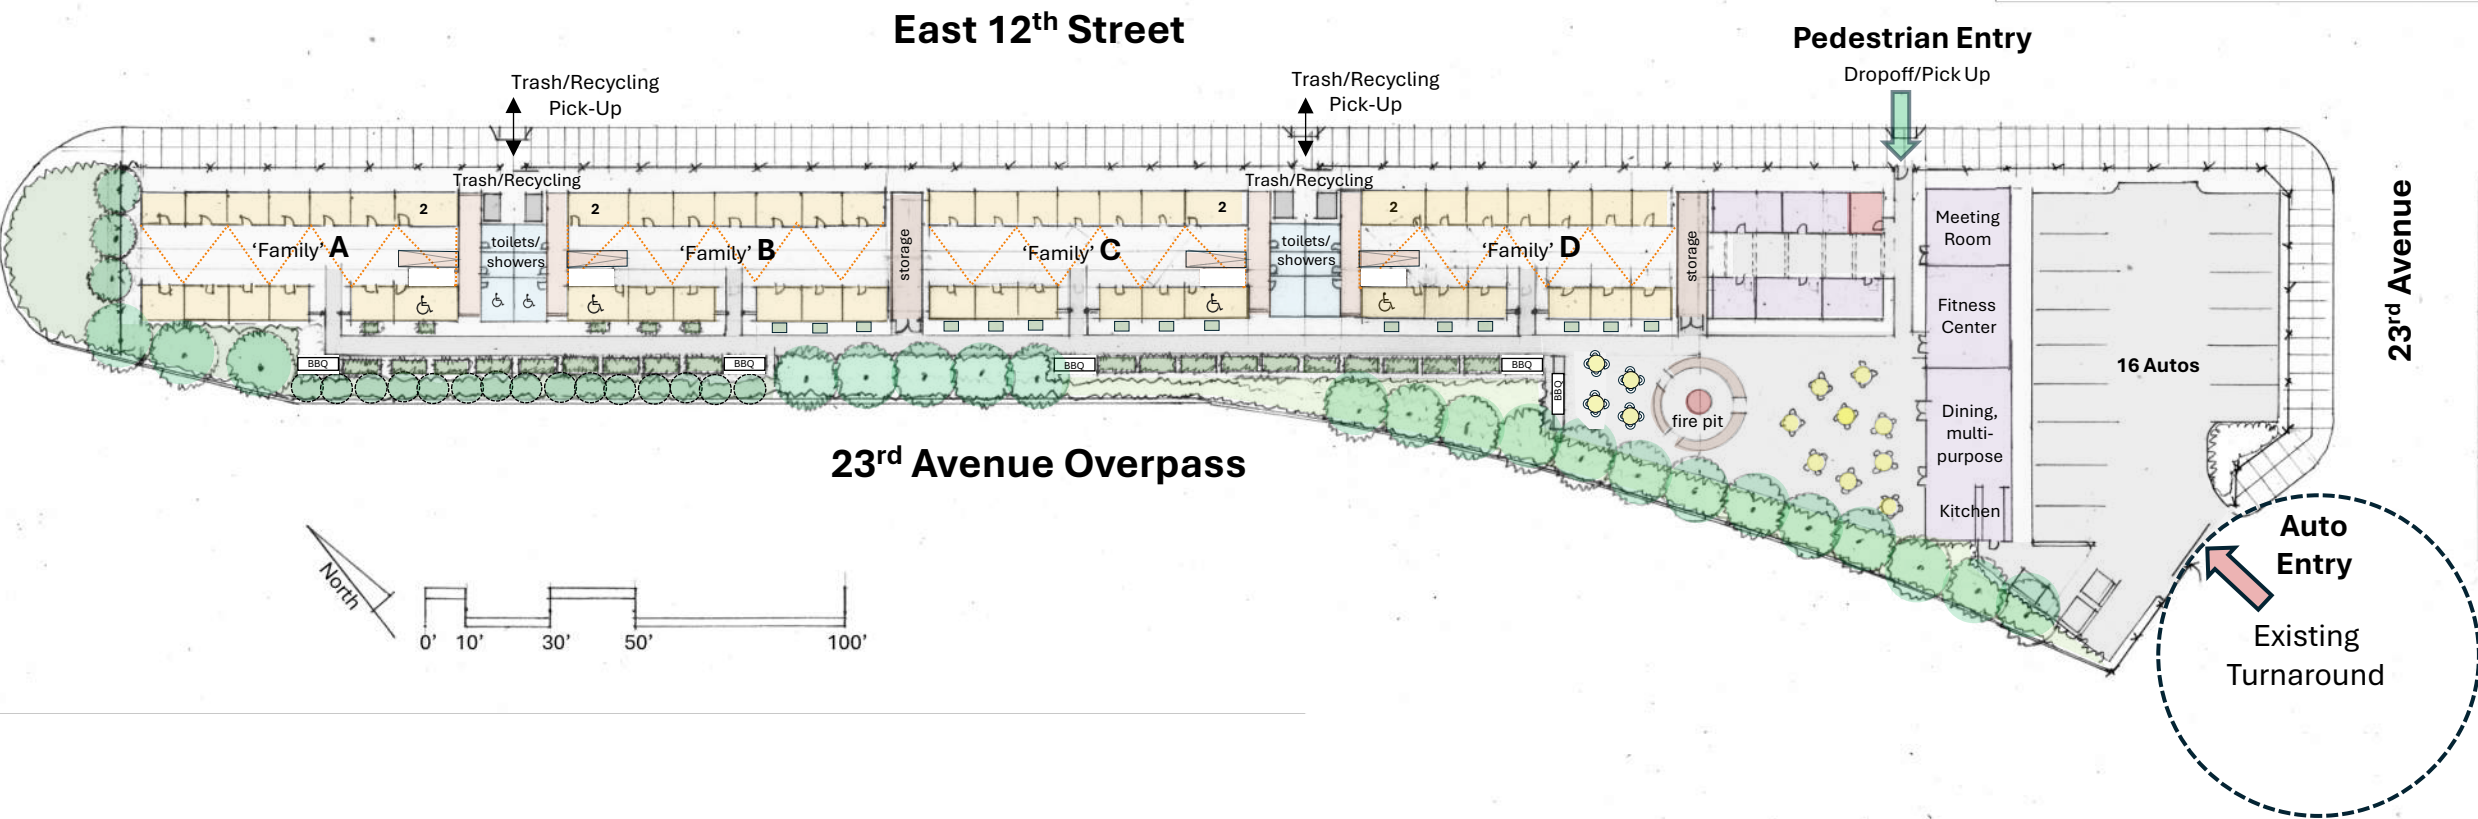 East 12th Street
Pedestrian Entry
Dropoff/Pick Up
Trash/Recycling
Pick-Up
Trash/Recycling
Pick-Up
Trash/Recycling
Trash/Recycling
2
2
2
2
'Family' A
toilets/
showers
'Family' B
storage
'Family' C
toilets/
showers
'Family' D
storage
Meeting
Room
Fitness
Center
Dining,
multi-
purpose
Kitchen
16 Autos
23rd Avenue
BBQ
BBQ
BBQ
BBQ
BBQ
fire pit
23rd Avenue Overpass
Auto
Entry
Existing
Turnaround
North
0' 10' 30' 50' 100'